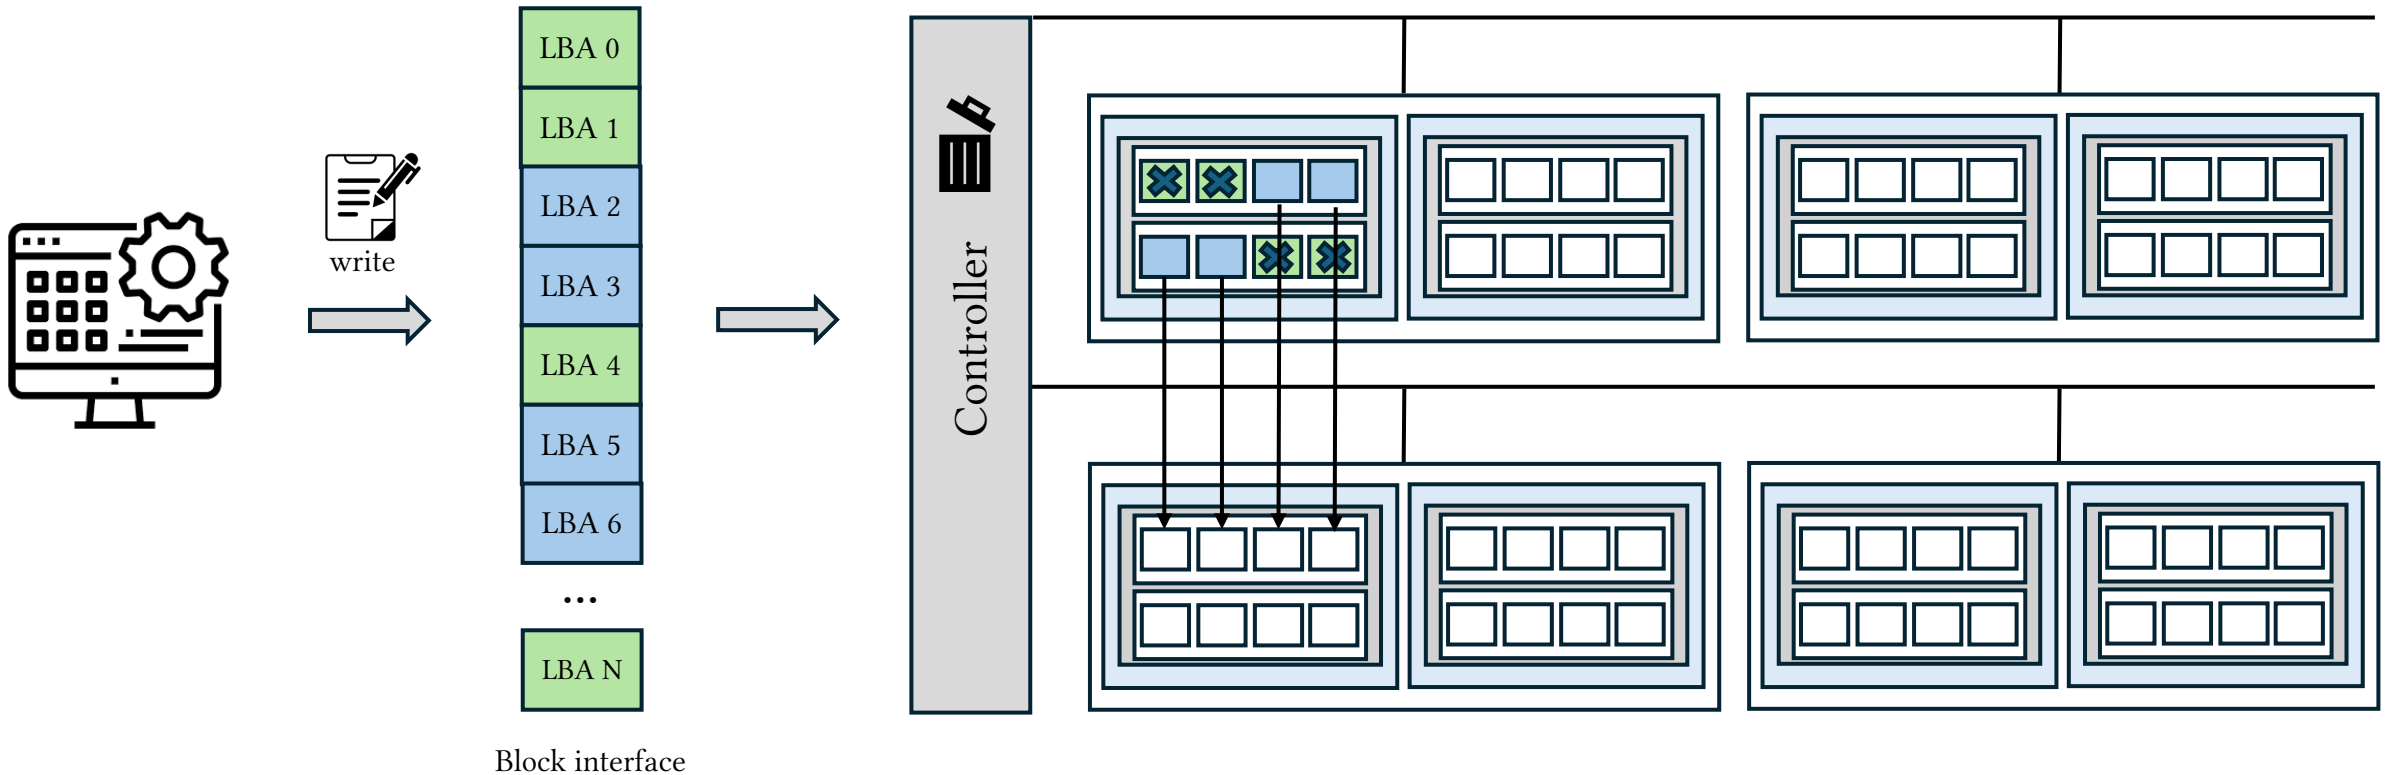 write
LBA 0
LBA 1
LBA 2
LBA 3
LBA 4
LBA 5
LBA 6
...
LBA N
Block interface
Controller